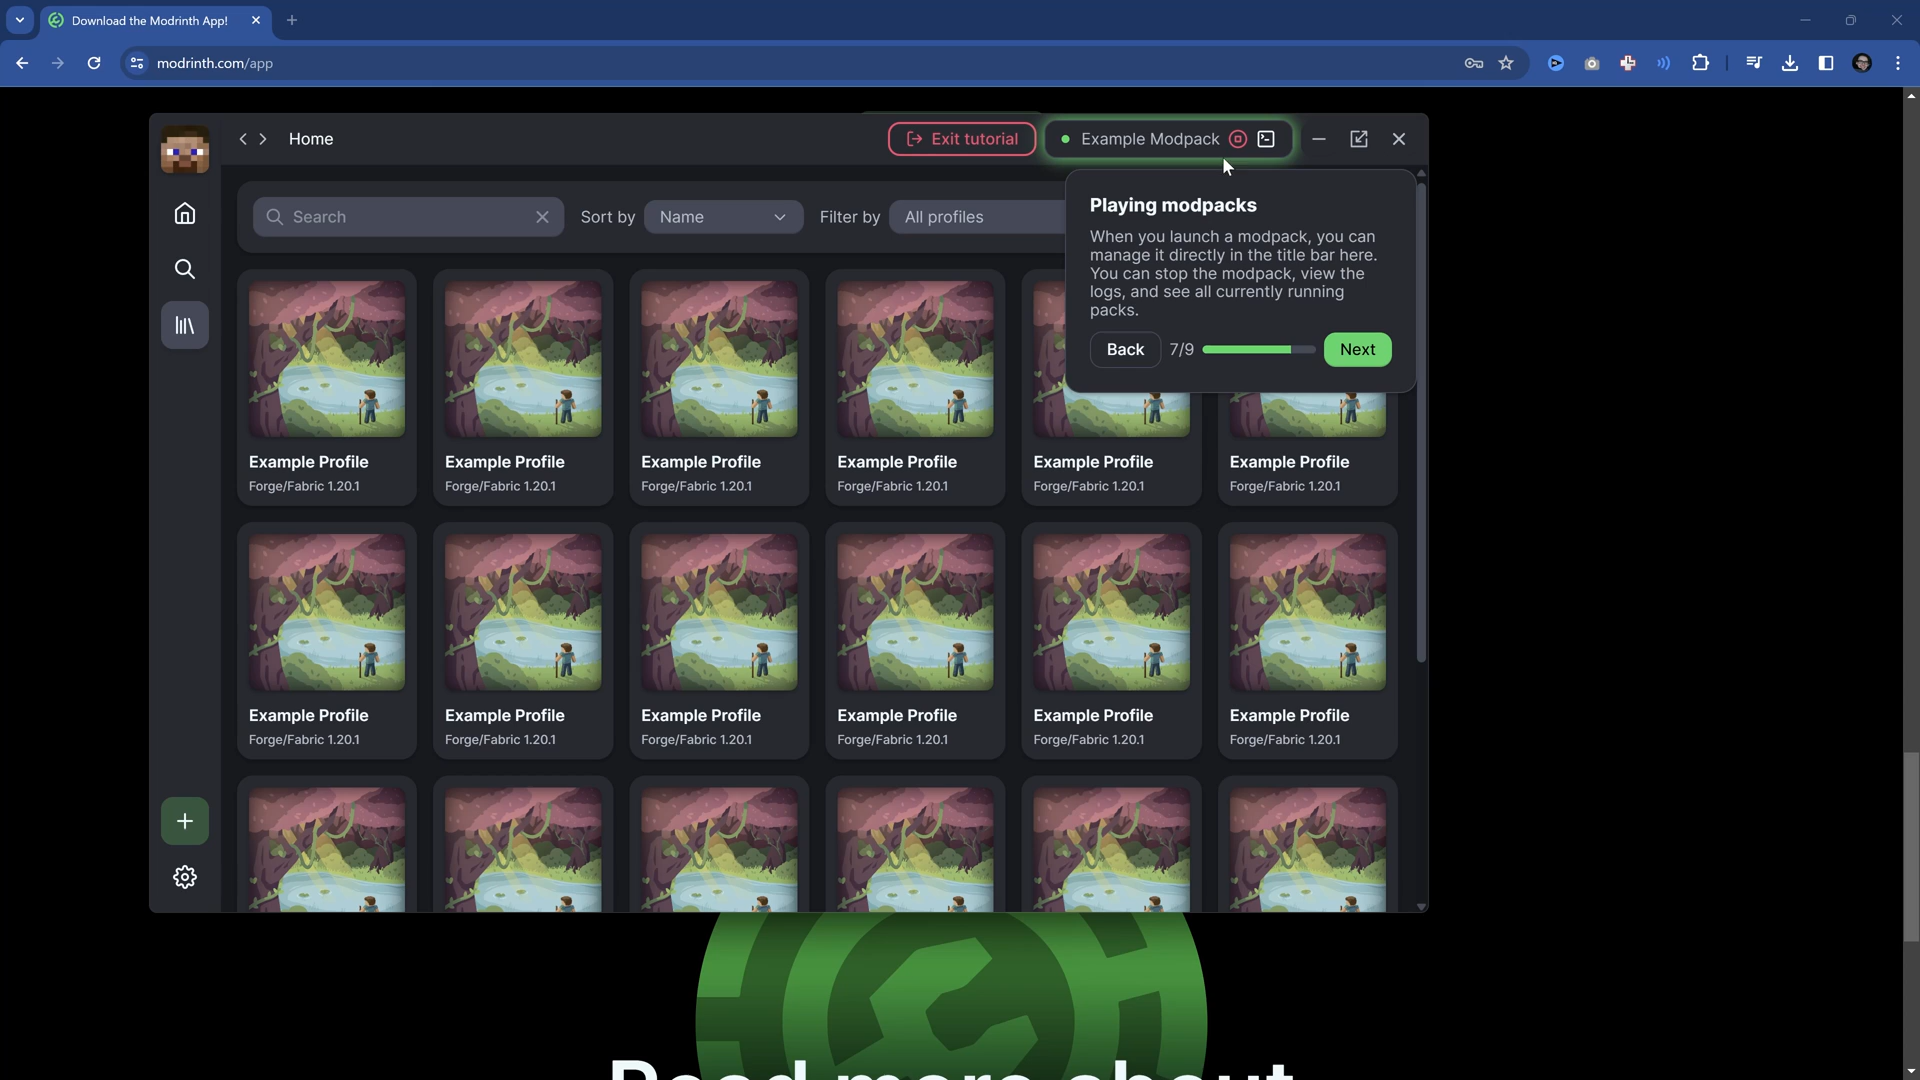 Download the Modrinth App!
modrinth.com/app
Home
Exit tutorial
Example Modpack
Search
Sort by
Name
Filter by
All profiles
Playing modpacks
When you launch a modpack, you can
manage it directly in the title bar here.
You can stop the modpack, view the
logs, and see all currently running
packs.
Back
7/9
Next
Example Profile
Forge/Fabric 1.20.1
Example Profile
Forge/Fabric 1.20.1
Example Profile
Forge/Fabric 1.20.1
Example Profile
Forge/Fabric 1.20.1
Example Profile
Forge/Fabric 1.20.1
Example Profile
Forge/Fabric 1.20.1
Example Profile
Forge/Fabric 1.20.1
Example Profile
Forge/Fabric 1.20.1
Example Profile
Forge/Fabric 1.20.1
Example Profile
Forge/Fabric 1.20.1
Example Profile
Forge/Fabric 1.20.1
Example Profile
Forge/Fabric 1.20.1
Read more about